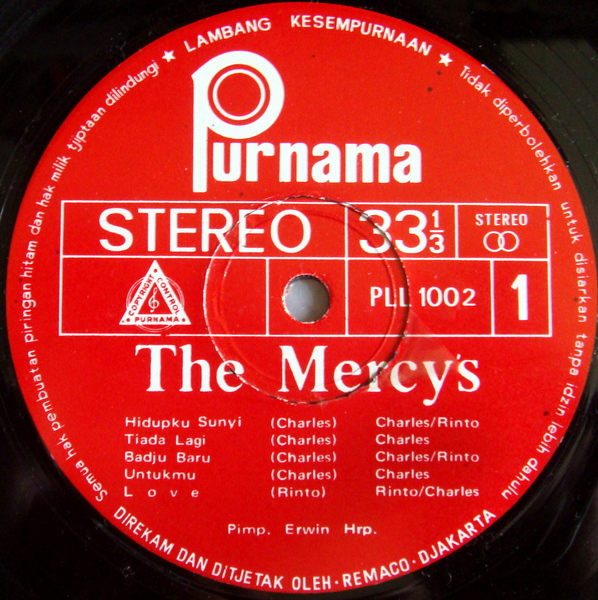 ★ LAMBANG KESEMPURNAAN ★
Tidak diperbolehkan untuk disiarkan tanpa idzin lebih dahulu
Semua hak pembuatan piringan hitam dan hak milik tjiptaan dilindungi
Purnama
STEREO 33 1/3 STEREO
COPYRIGHT CONTROL PURNAMA
PLL 1002 1
The Mercy's
Hidupku Sunyi (Charles) Charles/Rinto
Tiada Lagi (Charles) Charles
Badju Baru (Charles) Charles/Rinto
Untukmu (Charles) Charles
Love (Rinto) Rinto/Charles
Pimp. Erwin Hrp.
DIREKAM DAN DITJETAK OLEH·REMACO·DJAKARTA